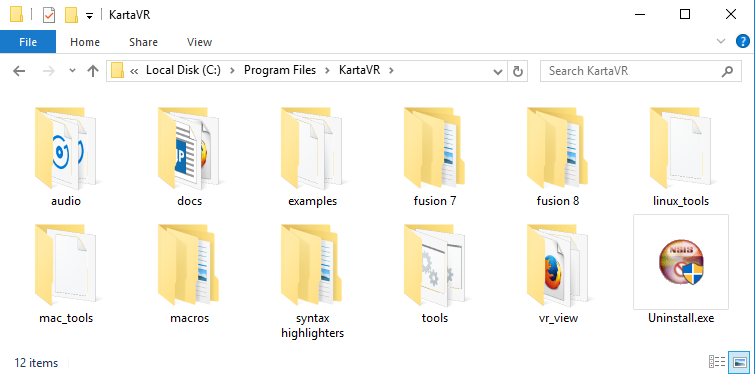 KartaVR
File Home Share View
« Local Disk (C:) > Program Files > KartaVR >
Search KartaVR
audio docs examples fusion 7 fusion 8 linux_tools
mac_tools macros syntax highlighters tools vr_view Uninstall.exe
NSIS
12 items